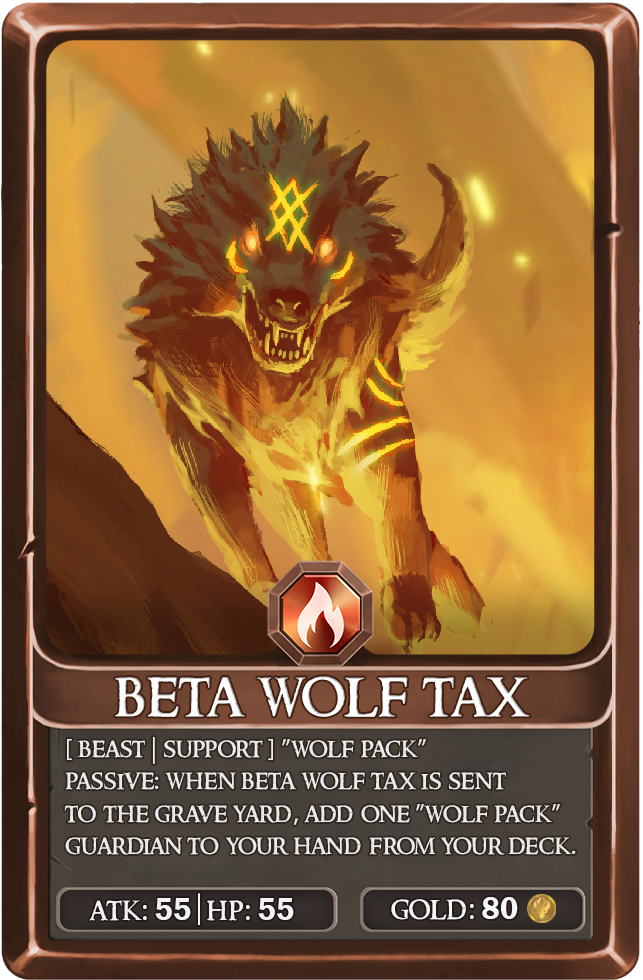 BETA WOLF TAX
[ BEAST | SUPPORT ] "WOLF PACK"
PASSIVE: WHEN BETA WOLF TAX IS SENT
TO THE GRAVE YARD, ADD ONE "WOLF PACK"
GUARDIAN TO YOUR HAND FROM YOUR DECK.
ATK: 55 | HP: 55 GOLD: 80